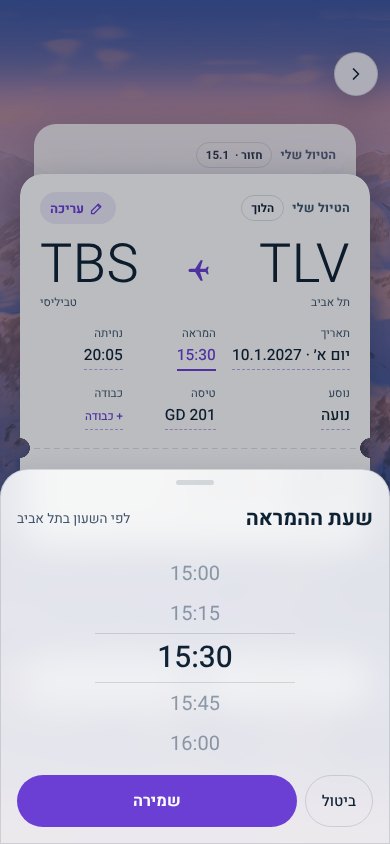 הטיול שלי חזור · 15.1
הטיול שלי הלוך עריכה
TLV TBS
תל אביב טביליסי
תאריך המראה נחיתה
יום א׳ · 10.1.2027 15:30 20:05
נוסע טיסה כבודה
נועה GD 201 + כבודה
שעת ההמראה לפי השעון בתל אביב
15:00
15:15
15:30
15:45
16:00
ביטול שמירה